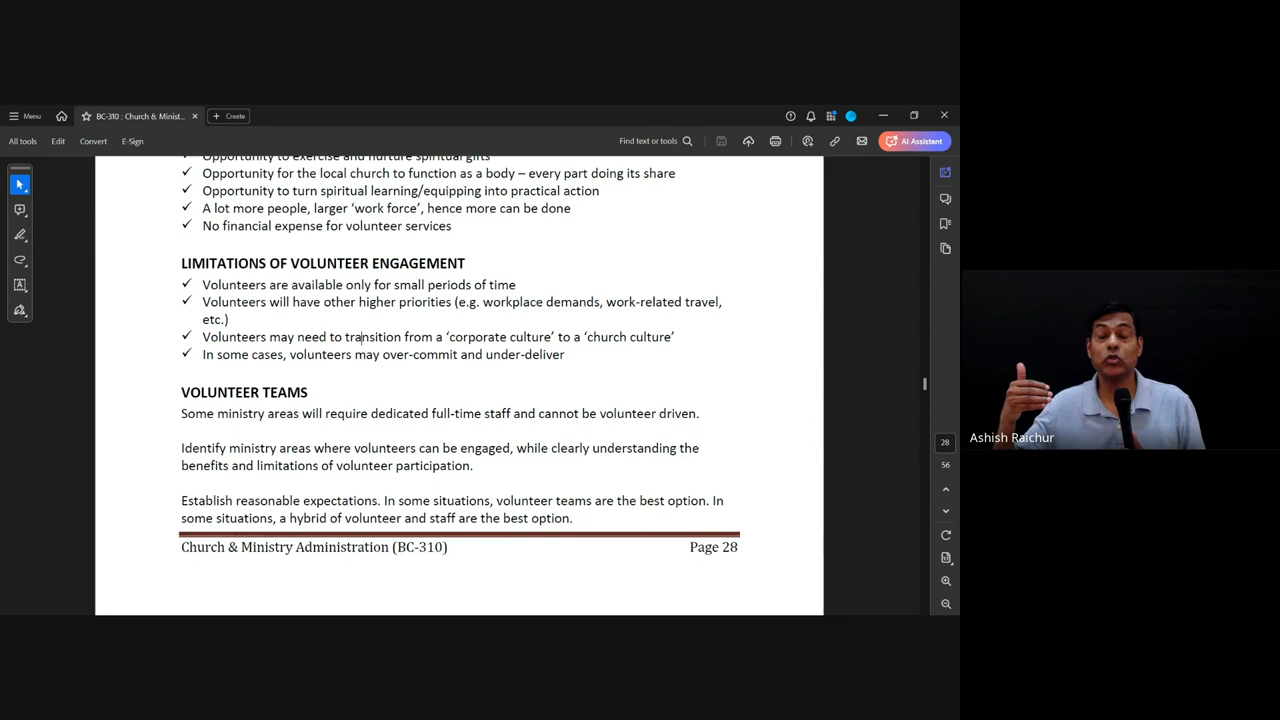 Menu
BC-310 : Church & Minist...
Create
All tools
Edit
Convert
E-Sign
Find text or tools
AI Assistant
Opportunity to exercise and nurture spiritual gifts
✓ Opportunity for the local church to function as a body – every part doing its share
✓ Opportunity to turn spiritual learning/equipping into practical action
✓ A lot more people, larger ‘work force’, hence more can be done
✓ No financial expense for volunteer services
LIMITATIONS OF VOLUNTEER ENGAGEMENT
✓ Volunteers are available only for small periods of time
✓ Volunteers will have other higher priorities (e.g. workplace demands, work-related travel,
etc.)
✓ Volunteers may need to transition from a ‘corporate culture’ to a ‘church culture’
✓ In some cases, volunteers may over-commit and under-deliver
VOLUNTEER TEAMS
Some ministry areas will require dedicated full-time staff and cannot be volunteer driven.
Identify ministry areas where volunteers can be engaged, while clearly understanding the
benefits and limitations of volunteer participation.
Establish reasonable expectations. In some situations, volunteer teams are the best option. In
some situations, a hybrid of volunteer and staff are the best option.
Church & Ministry Administration (BC-310)
Page 28
28
56
Ashish Raichur